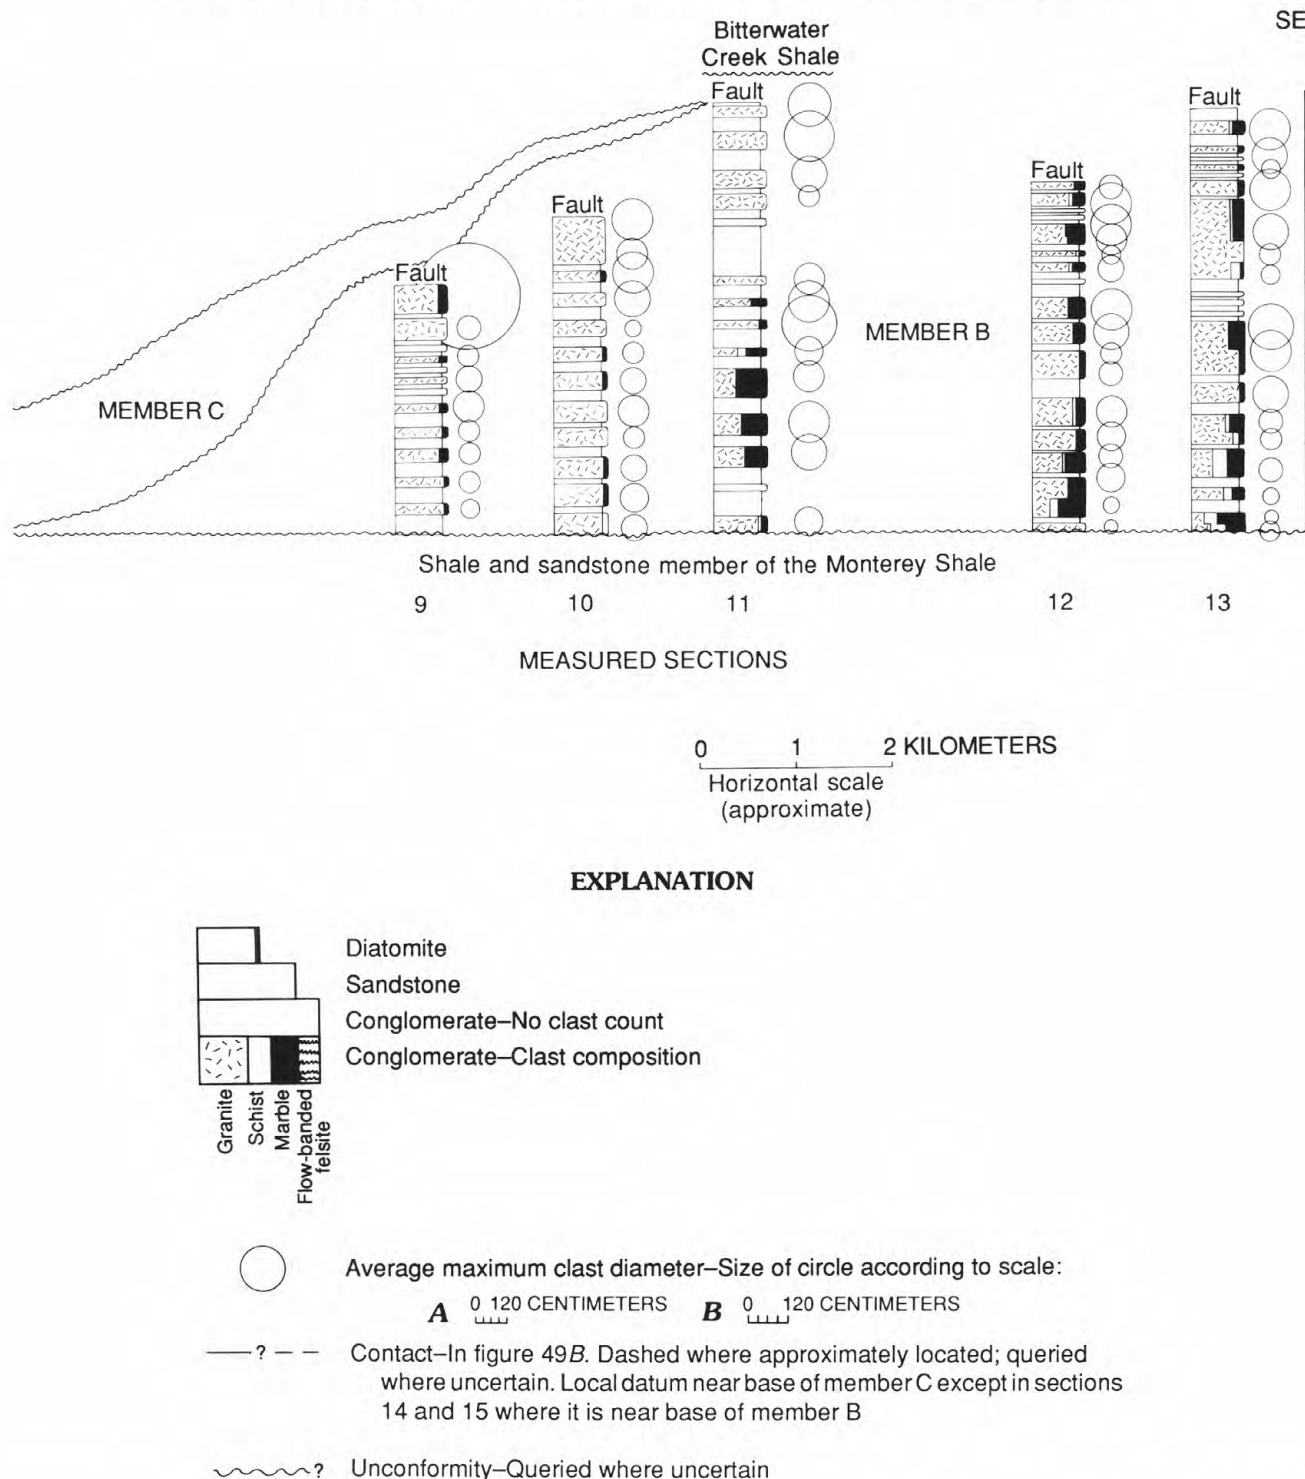 SE
Bitterwater
Creek Shale
Fault
Fault
Fault
Fault
Fault
MEMBER B
MEMBER C
Shale and sandstone member of the Monterey Shale
9 10 11 12 13
MEASURED SECTIONS
0 1 2 KILOMETERS
Horizontal scale
(approximate)
EXPLANATION
Diatomite
Sandstone
Conglomerate–No clast count
Conglomerate–Clast composition
Granite
Schist
Marble
Flow-banded
felsite
Average maximum clast diameter–Size of circle according to scale:
A 0 120 CENTIMETERS B 0 120 CENTIMETERS
? Contact–In figure 49B. Dashed where approximately located; queried
where uncertain. Local datum near base of member C except in sections
14 and 15 where it is near base of member B
? Unconformity–Queried where uncertain